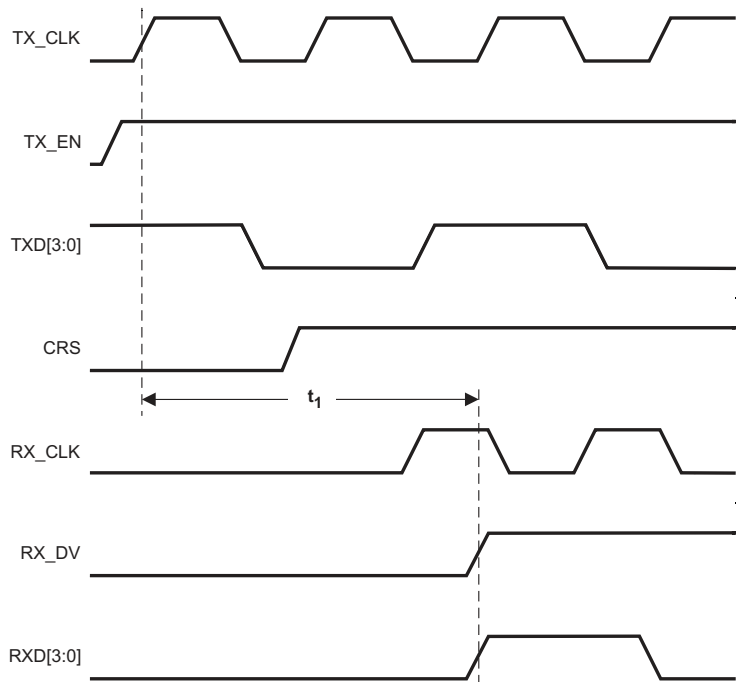 TX_CLK
TX_EN
TXD[3:0]
CRS
t1
RX_CLK
RX_DV
RXD[3:0]